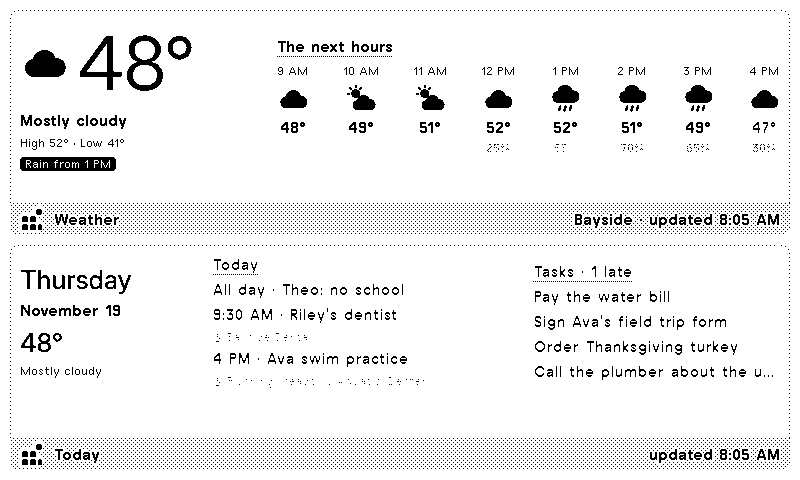 48°
Mostly cloudy
High 52° · Low 41°
Rain from 1 PM
The next hours
9 AM 10 AM 11 AM 12 PM 1 PM 2 PM 3 PM 4 PM
48° 49° 51° 52° 52° 51° 49° 47°
25% 70% 65% 30%
Weather
Bayside · updated 8:05 AM
Thursday
November 19
48°
Mostly cloudy
Today
All day · Theo: no school
9:30 AM · Riley's dentist
4 PM · Ava swim practice
Tasks · 1 late
Pay the water bill
Sign Ava's field trip form
Order Thanksgiving turkey
Call the plumber about the u...
Today
updated 8:05 AM